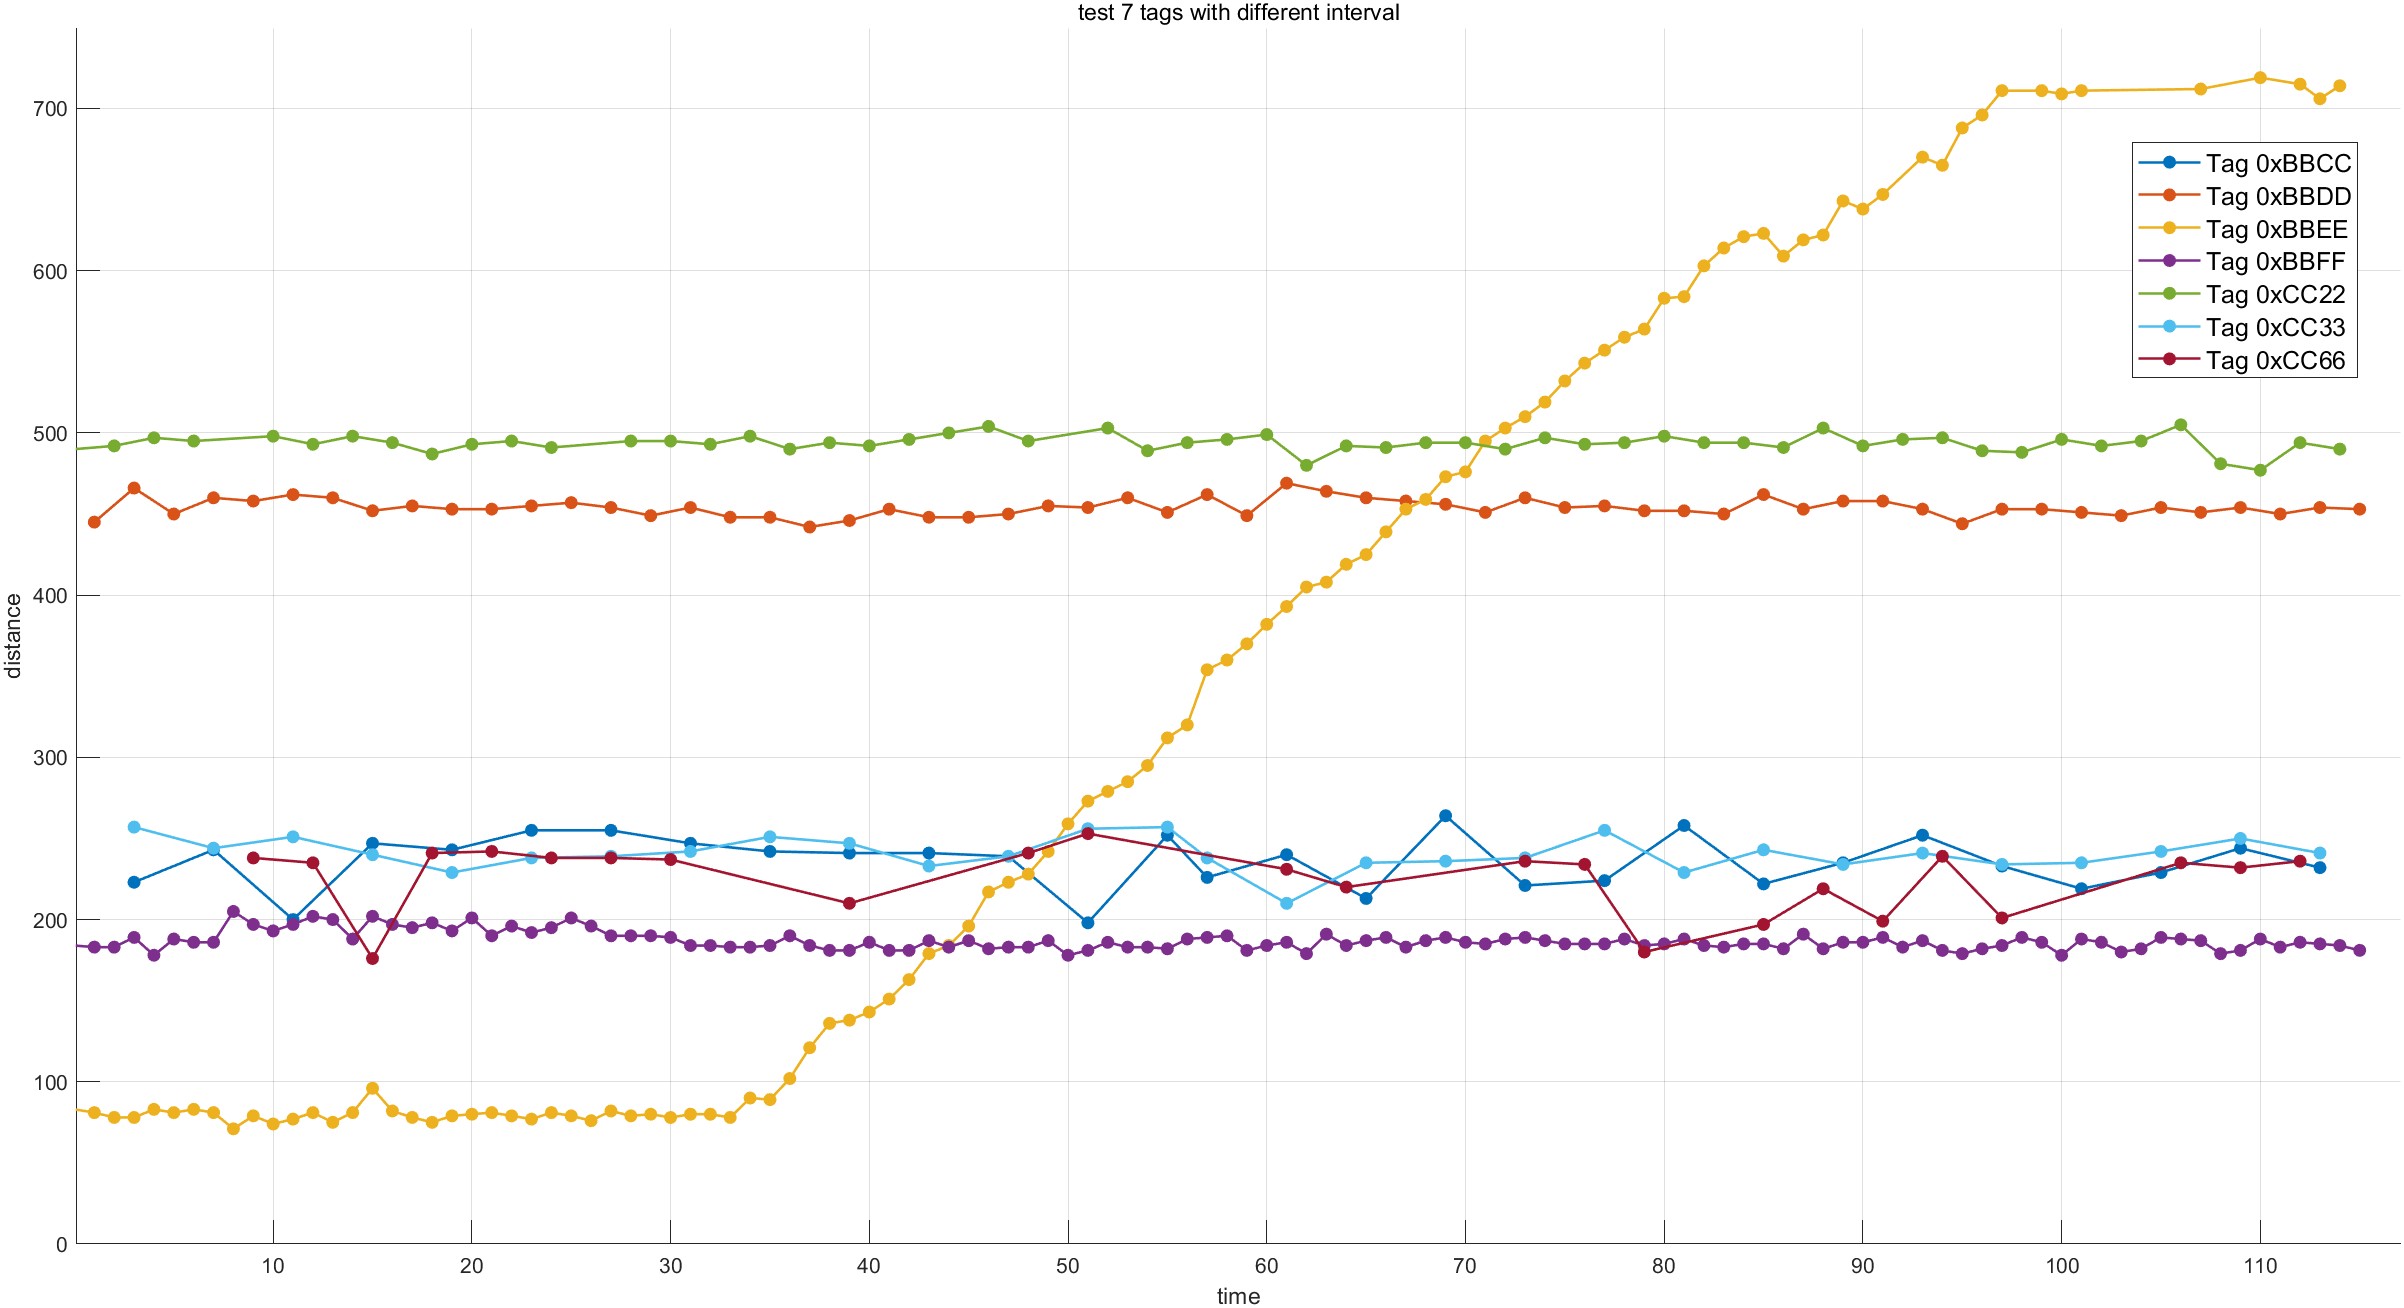 test 7 tags with different interval
700
600
500
400
300
200
100
0
distance
Tag 0xBBCC
Tag 0xBBDD
Tag 0xBBEE
Tag 0xBBFF
Tag 0xCC22
Tag 0xCC33
Tag 0xCC66
10 20 30 40 50 60 70 80 90 100 110
time